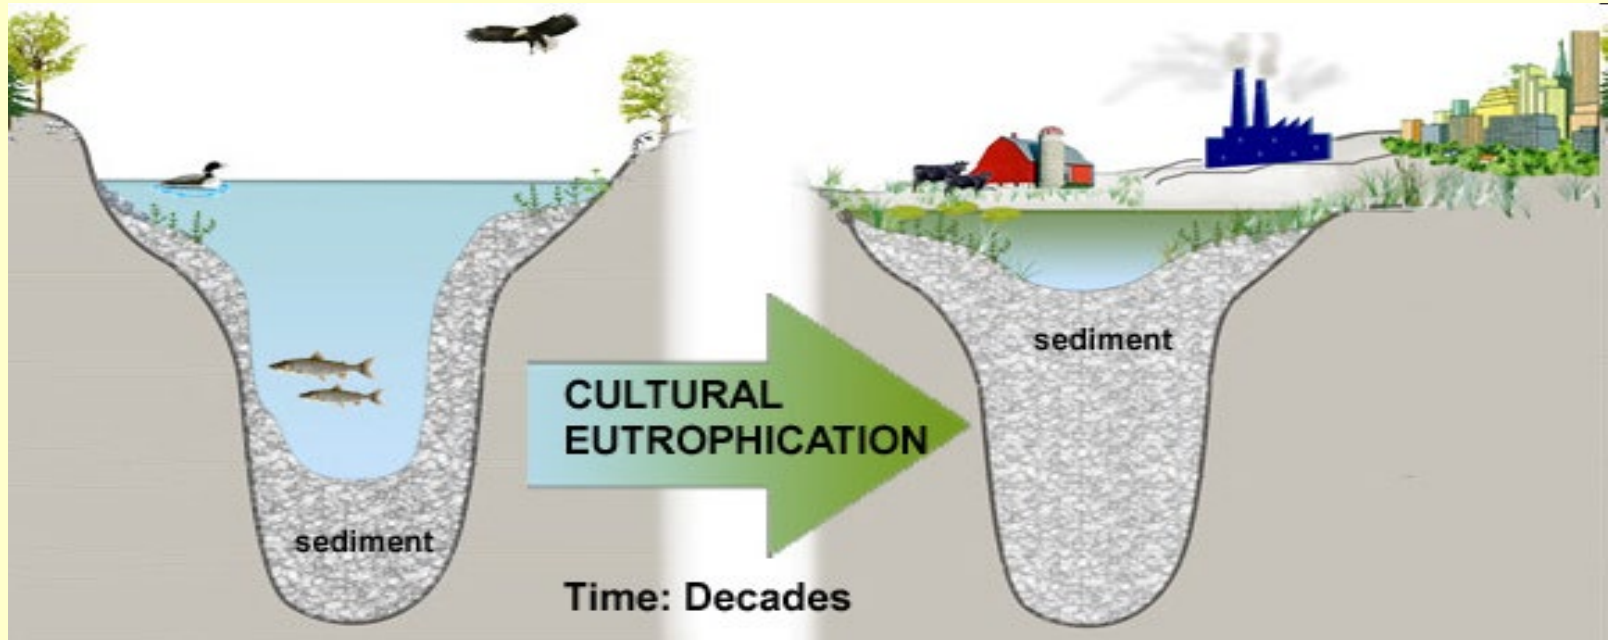 sediment
CULTURAL
EUTROPHICATION
Time: Decades
sediment